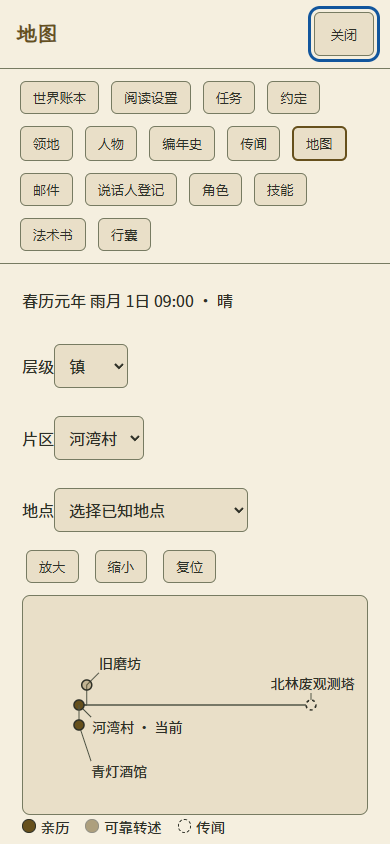 地图
关闭
世界账本 阅读设置 任务 约定
领地 人物 编年史 传闻 地图
邮件 说话人登记 角色 技能
法术书 行囊
春历元年 雨月 1日 09:00 · 晴
层级 镇
片区 河湾村
地点 选择已知地点
放大 缩小 复位
旧磨坊
北林废观测塔
河湾村 · 当前
青灯酒馆
亲历 可靠转述 传闻